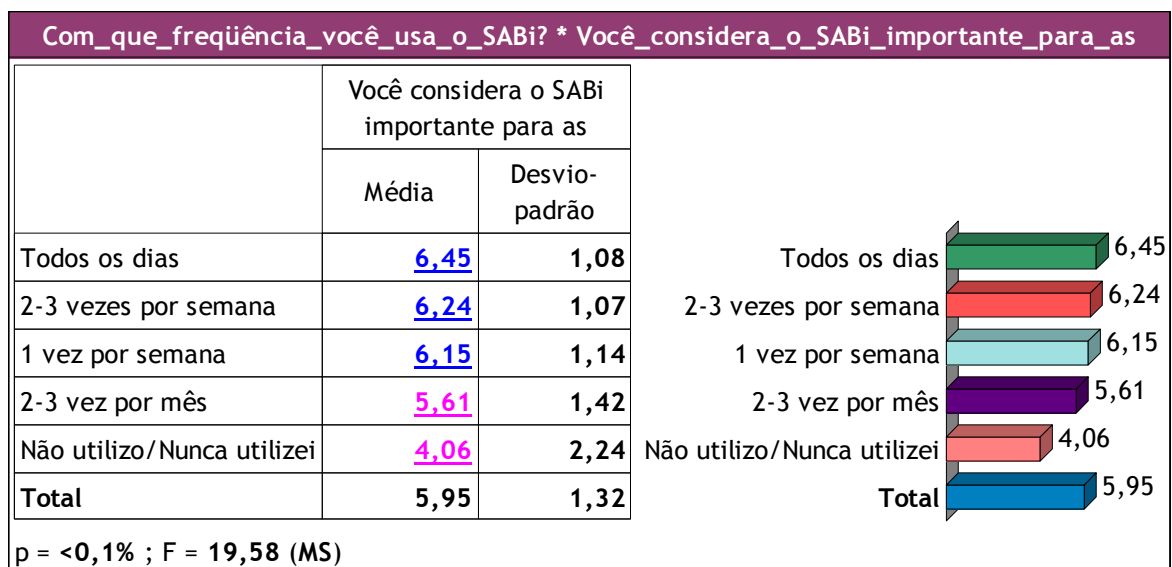 Com_que_freqüência_você_usa_o_SABi? * Você_considera_o_SABi_importante_para_as
Você considera o SABi
importante para as
Média
Desvio-
padrão
Todos os dias 6,45 1,08
2-3 vezes por semana 6,24 1,07
1 vez por semana 6,15 1,14
2-3 vez por mês 5,61 1,42
Não utilizo/Nunca utilizei 4,06 2,24
Total 5,95 1,32
Todos os dias 6,45
2-3 vezes por semana 6,24
1 vez por semana 6,15
2-3 vez por mês 5,61
Não utilizo/Nunca utilizei 4,06
Total 5,95
p = <0,1% ; F = 19,58 (MS)